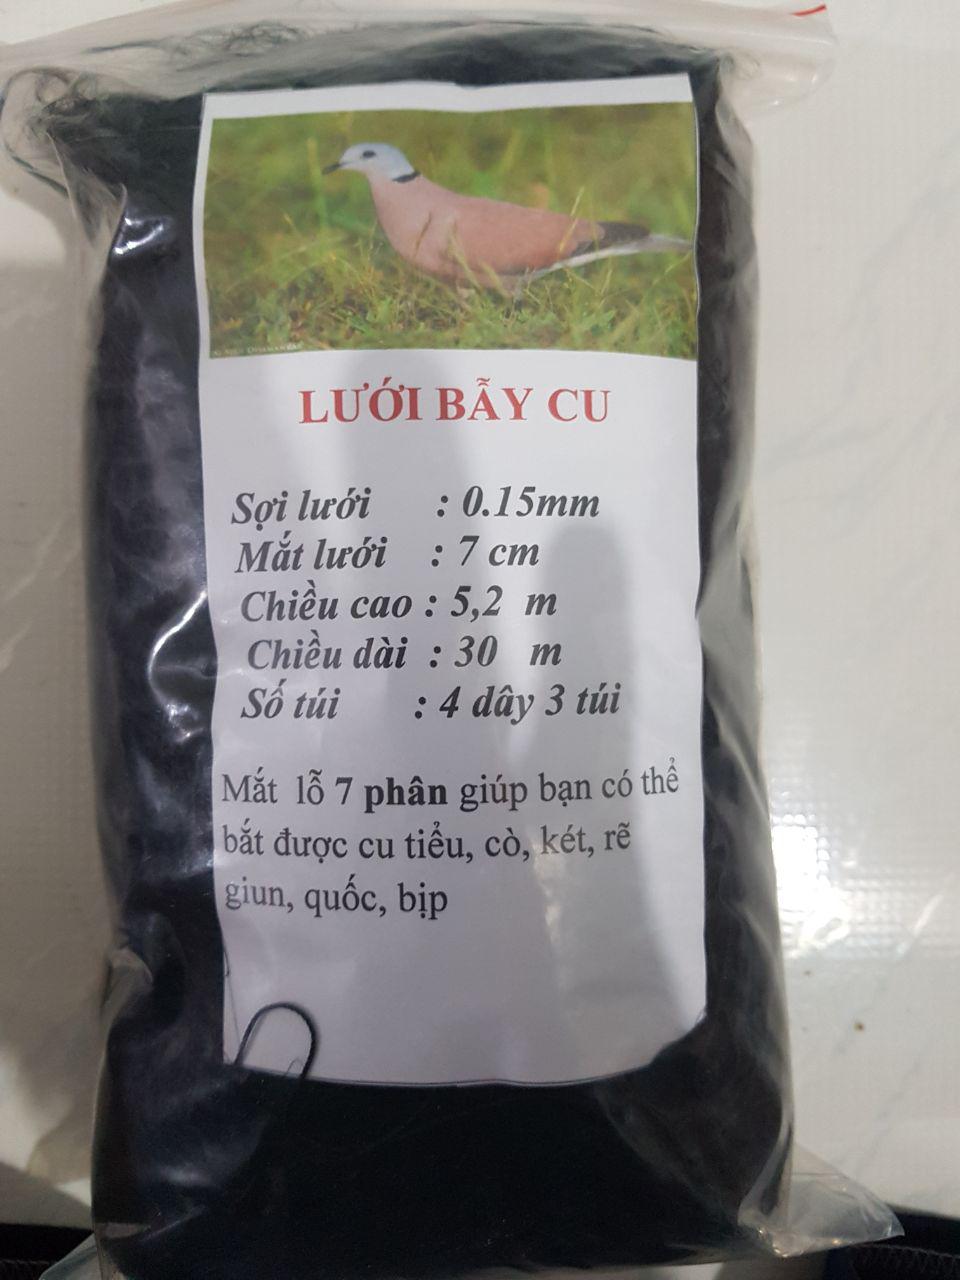 LƯỚI BẪY CU
Sợi lưới : 0.15mm
Mắt lưới : 7 cm
Chiều cao : 5,2 m
Chiều dài : 30 m
Số túi : 4 dây 3 túi
Mắt lỗ 7 phân giúp bạn có thể
bắt được cu tiểu, cò, két, rẽ
giun, quốc, bịp